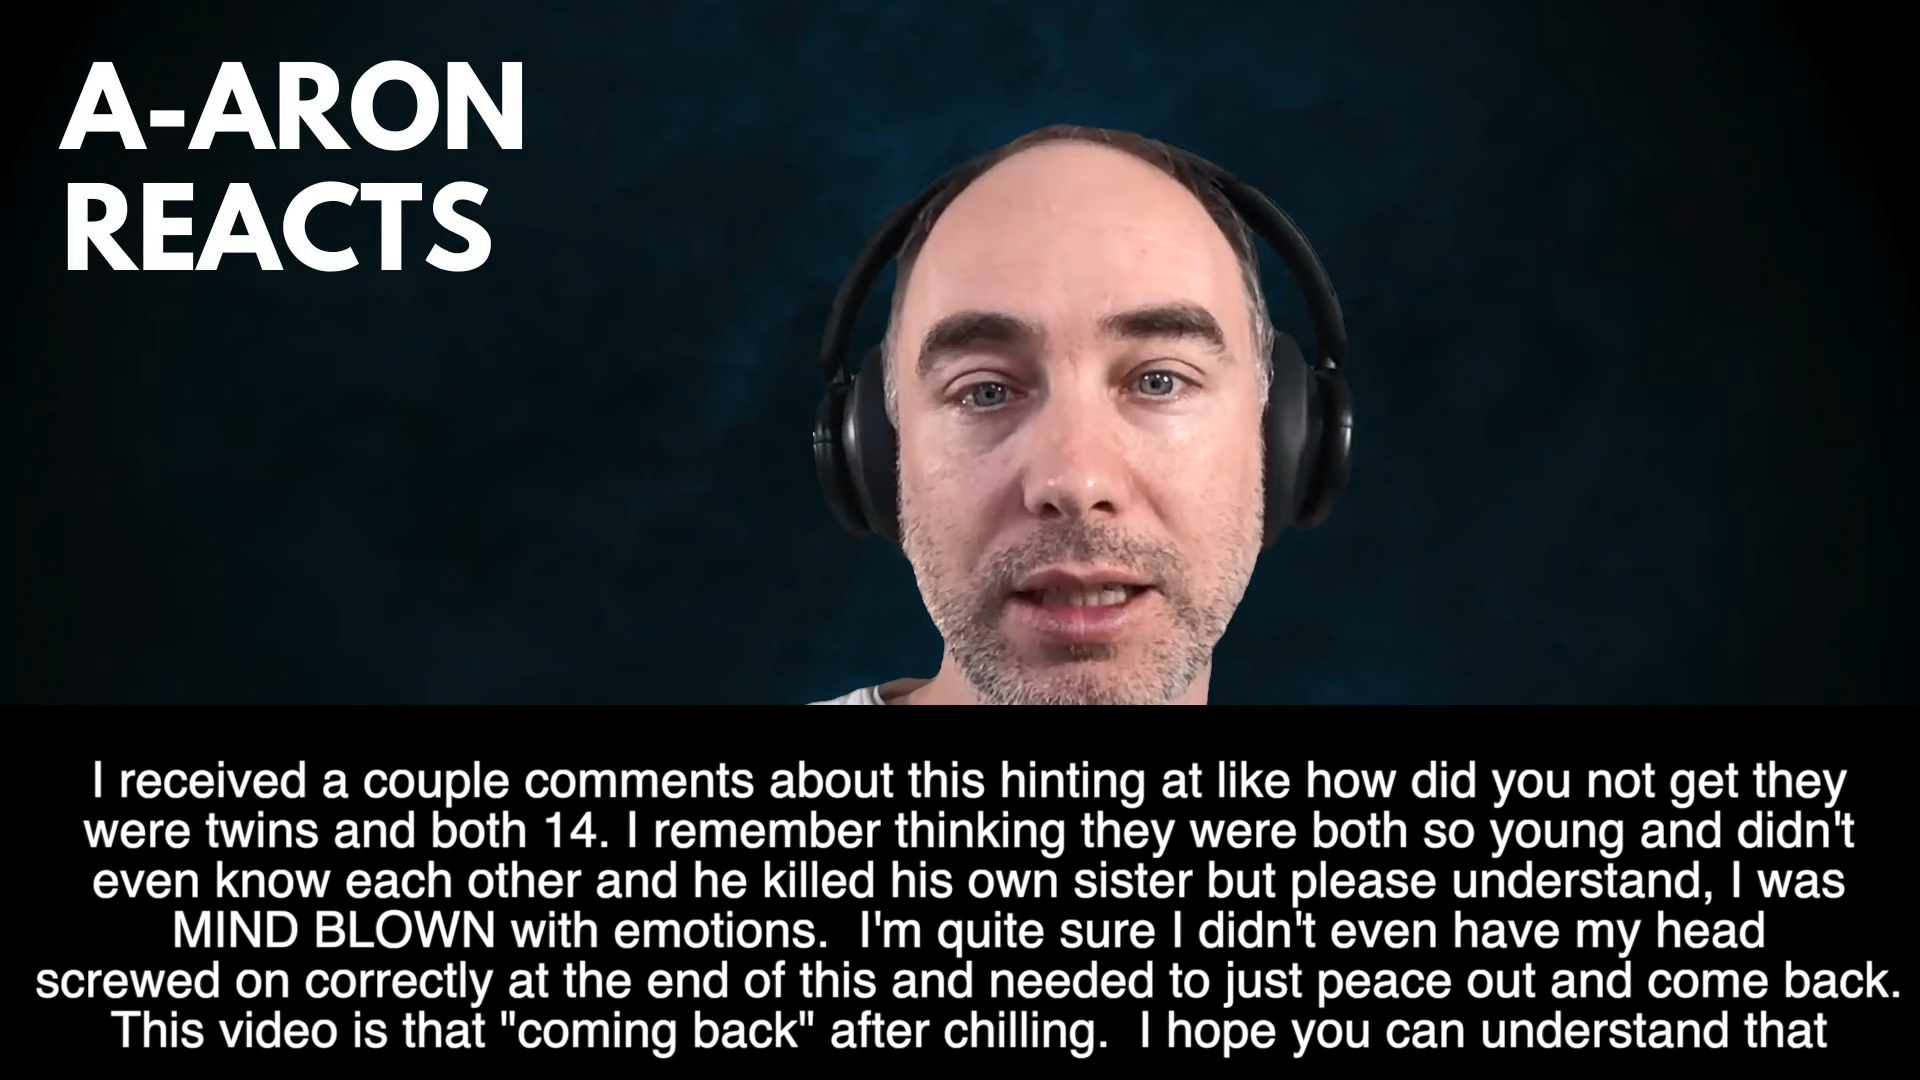 A-ARON
REACTS
I received a couple comments about this hinting at like how did you not get they
were twins and both 14. I remember thinking they were both so young and didn't
even know each other and he killed his own sister but please understand, I was
MIND BLOWN with emotions.  I'm quite sure I didn't even have my head
screwed on correctly at the end of this and needed to just peace out and come back.
This video is that "coming back" after chilling.  I hope you can understand that